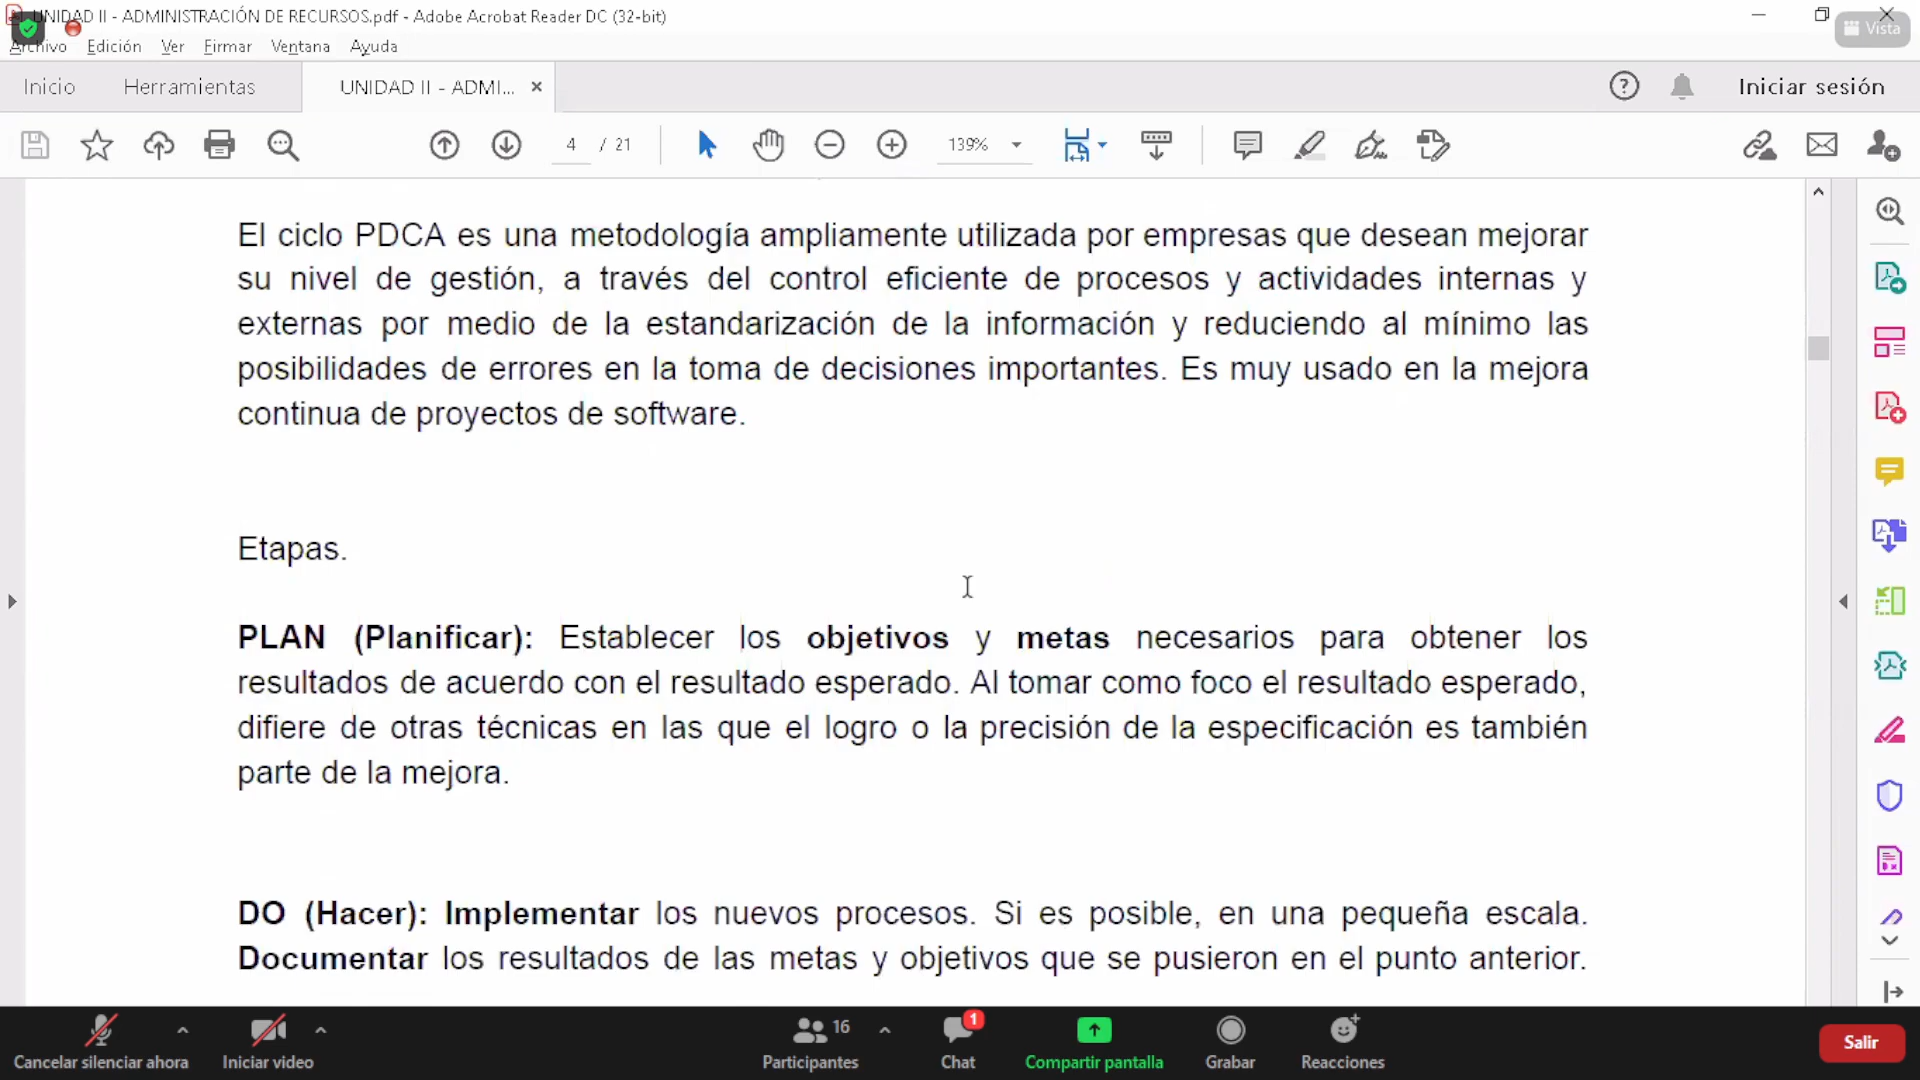 UNIDAD II - ADMINISTRACIÓN DE RECURSOS.pdf - Adobe Acrobat Reader DC (32-bit)
Vista
Archivo Edición Ver Firmar Ventana Ayuda
Inicio Herramientas UNIDAD II - ADMI... × Iniciar sesión
4 / 21 139%
El ciclo PDCA es una metodología ampliamente utilizada por empresas que desean mejorar
su nivel de gestión, a través del control eficiente de procesos y actividades internas y
externas por medio de la estandarización de la información y reduciendo al mínimo las
posibilidades de errores en la toma de decisiones importantes. Es muy usado en la mejora
continua de proyectos de software.
Etapas.
PLAN (Planificar): Establecer los objetivos y metas necesarios para obtener los
resultados de acuerdo con el resultado esperado. Al tomar como foco el resultado esperado,
difiere de otras técnicas en las que el logro o la precisión de la especificación es también
parte de la mejora.
DO (Hacer): Implementar los nuevos procesos. Si es posible, en una pequeña escala.
Documentar los resultados de las metas y objetivos que se pusieron en el punto anterior.
16 1
Cancelar silenciar ahora Iniciar video Participantes Chat Compartir pantalla Grabar Reacciones Salir